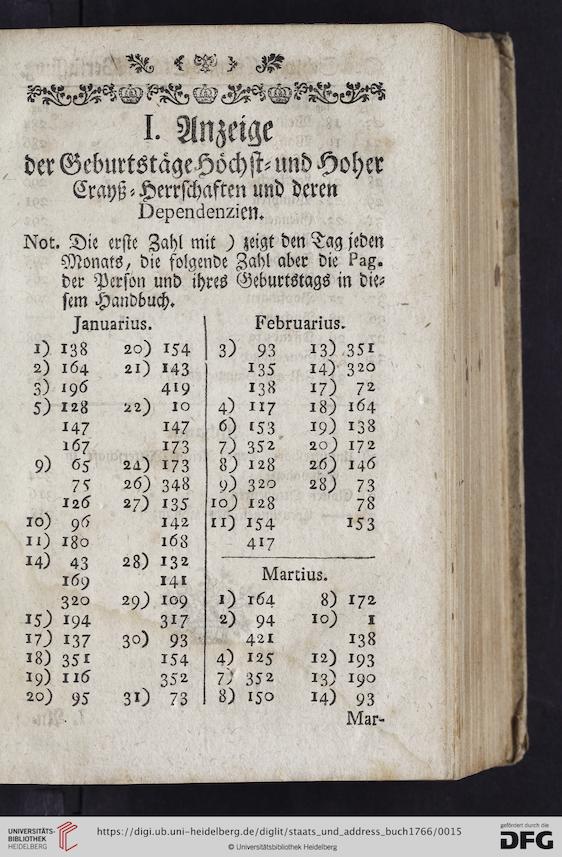 I. Anzeige
der Geburtstäge Höchst- und Hoher
Crayß-Herrschaften und deren
Dependenzien.
Not. Die erste Zahl mit ) zeigt den Tag jeden
Monats, die folgende Zahl aber die Pag.
der Person und ihres Geburtstags in die-
sem Handbuch.
Januarius.
1) 138 20) 154
2) 164 21) 143
3) 196 419
5) 128 22) 10
147 147
167 173
9) 65 24) 173
75 26) 348
126 27) 135
10) 96 142
11) 180 168
14) 43 28) 132
169 141
320 29) 109
15) 194 317
17) 137 30) 93
18) 351 154
19) 116 352
20) 95 31) 73
Februarius.
3) 93 13) 351
135 14) 320
138 17) 72
4) 117 18) 164
6) 153 19) 138
7) 352 20) 172
8) 128 26) 146
9) 320 28) 73
10) 128 78
11) 154 153
417
Martius.
1) 164 8) 172
2) 94 10) 1
421 138
4) 125 12) 193
7) 352 13) 190
8) 150 14) 93
Mar-
UNIVERSITÄTS-
BIBLIOTHEK
HEIDELBERG
https://digi.ub.uni-heidelberg.de/diglit/staats_und_address_buch1766/0015
© Universitätsbibliothek Heidelberg
gefördert durch die
DFG